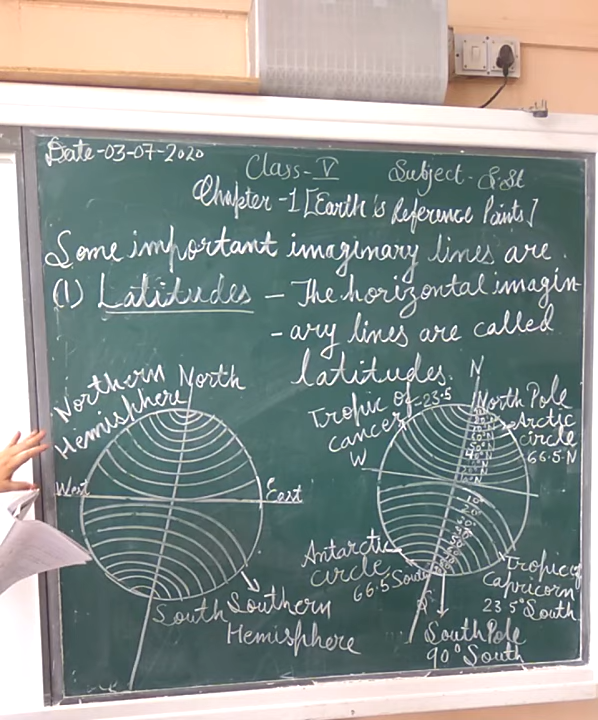 Date-03-07-2020
Class-V Subject-S.St
Chapter-1 [Earth's Reference Points]
Some important imaginary lines are
(1) Latitudes - The horizontal imagin-
-ary lines are called
latitudes.
Northern
Hemisphere
North
West
East
South
Southern
Hemisphere
N
Tropic of
cancer
23.5
North Pole
Arctic
circle
66.5 N
W
Antarctic
circle
66.5 South
Tropic of
Capricorn
23.5° South
South Pole
90° South